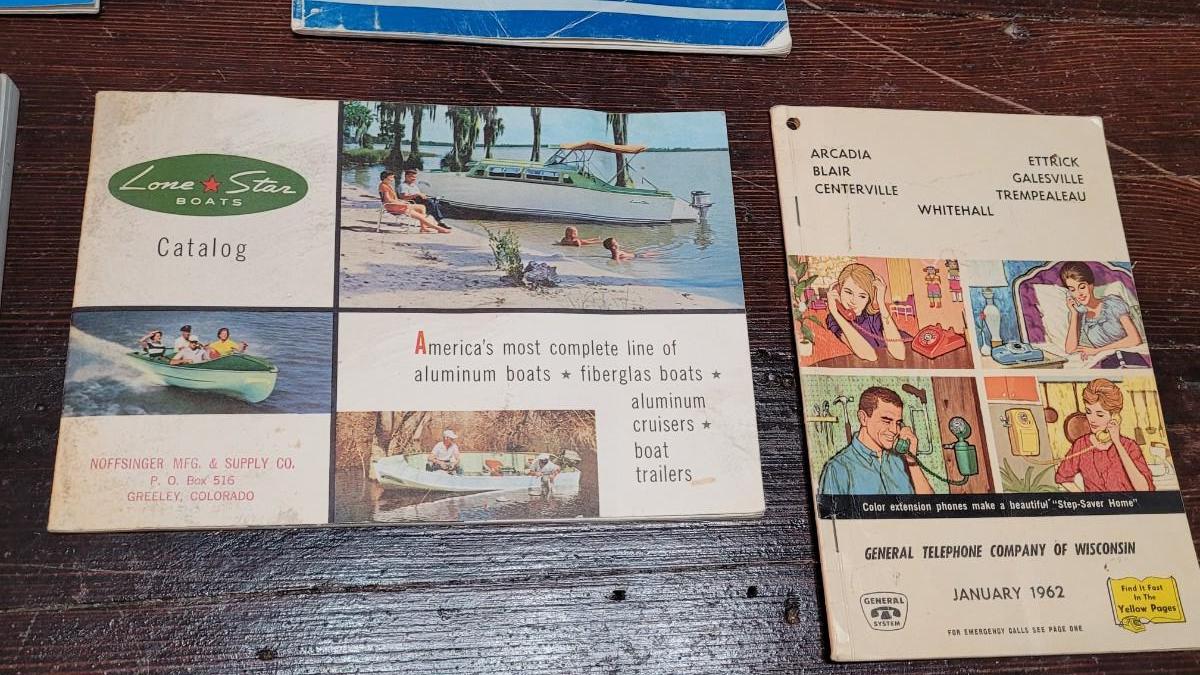 Lone ★ Star
BOATS
Catalog
America's most complete line of
aluminum boats ★ fiberglas boats ★
aluminum
cruisers ★
boat
trailers
NOFFSINGER MFG. & SUPPLY CO.
P. O. Box 516
GREELEY, COLORADO
ARCADIA
BLAIR
CENTERVILLE
ETTRICK
GALESVILLE
TREMPEALEAU
WHITEHALL
Color extension phones make a beautiful "Step-Saver Home"
GENERAL TELEPHONE COMPANY OF WISCONSIN
JANUARY 1962
GENERAL
SYSTEM
Find It Fast
In The
Yellow Pages
FOR EMERGENCY CALLS SEE PAGE ONE